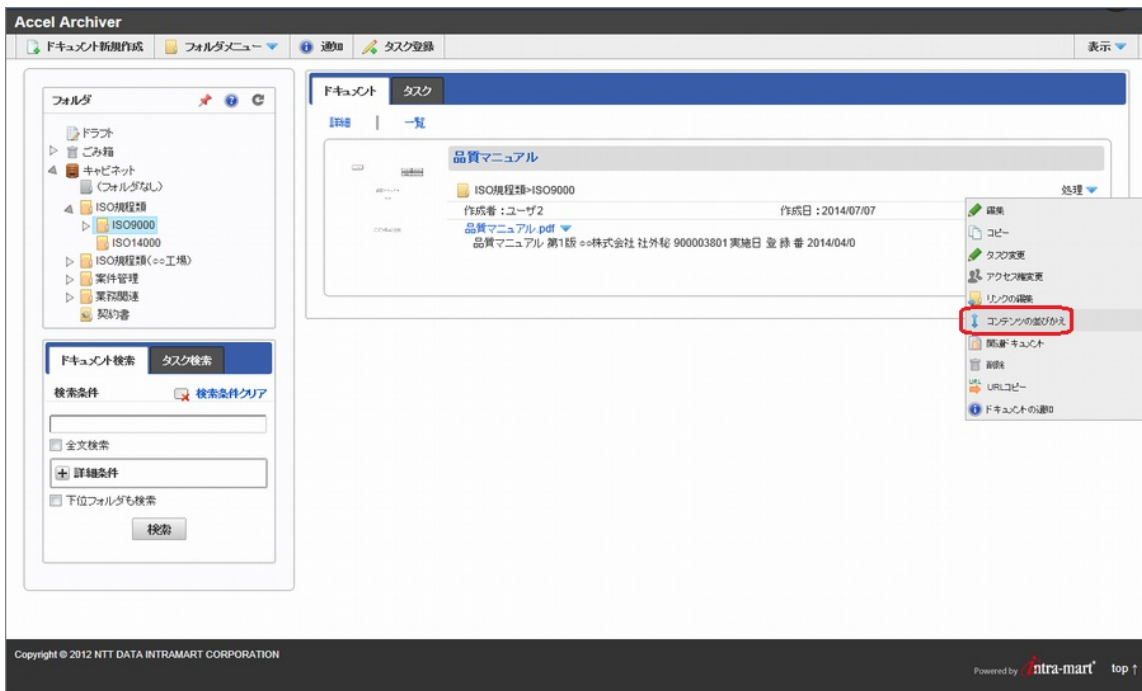 Accel Archiver
ドキュメント新規作成 フォルダメニュー 通知 タスク登録 表示
フォルダ
ドラフト
ごみ箱
キャビネット
(フォルダなし)
ISO規程類
ISO9000
ISO14000
ISO規程類(○○工場)
案件管理
業務関連
契約書
ドキュメント検索 タスク検索
検索条件 検索条件クリア
全文検索
詳細条件
下位フォルダも検索
検索
ドキュメント タスク
詳細 | 一覧
品質マニュアル
ISO規程類>ISO9000 処理
作成者:ユーザ2 作成日:2014/07/07
品質マニュアル.pdf
品質マニュアル 第1版 ○○株式会社 社外秘 900003801 実施日 登 録 番 2014/04/0
編集
コピー
タスク変更
アクセス権変更
リンクの編集
コンテンツの並びかえ
関連ドキュメント
削除
URLコピー
ドキュメントの通知
Copyright © 2012 NTT DATA INTRAMART CORPORATION
Powered by intra-mart top ↑